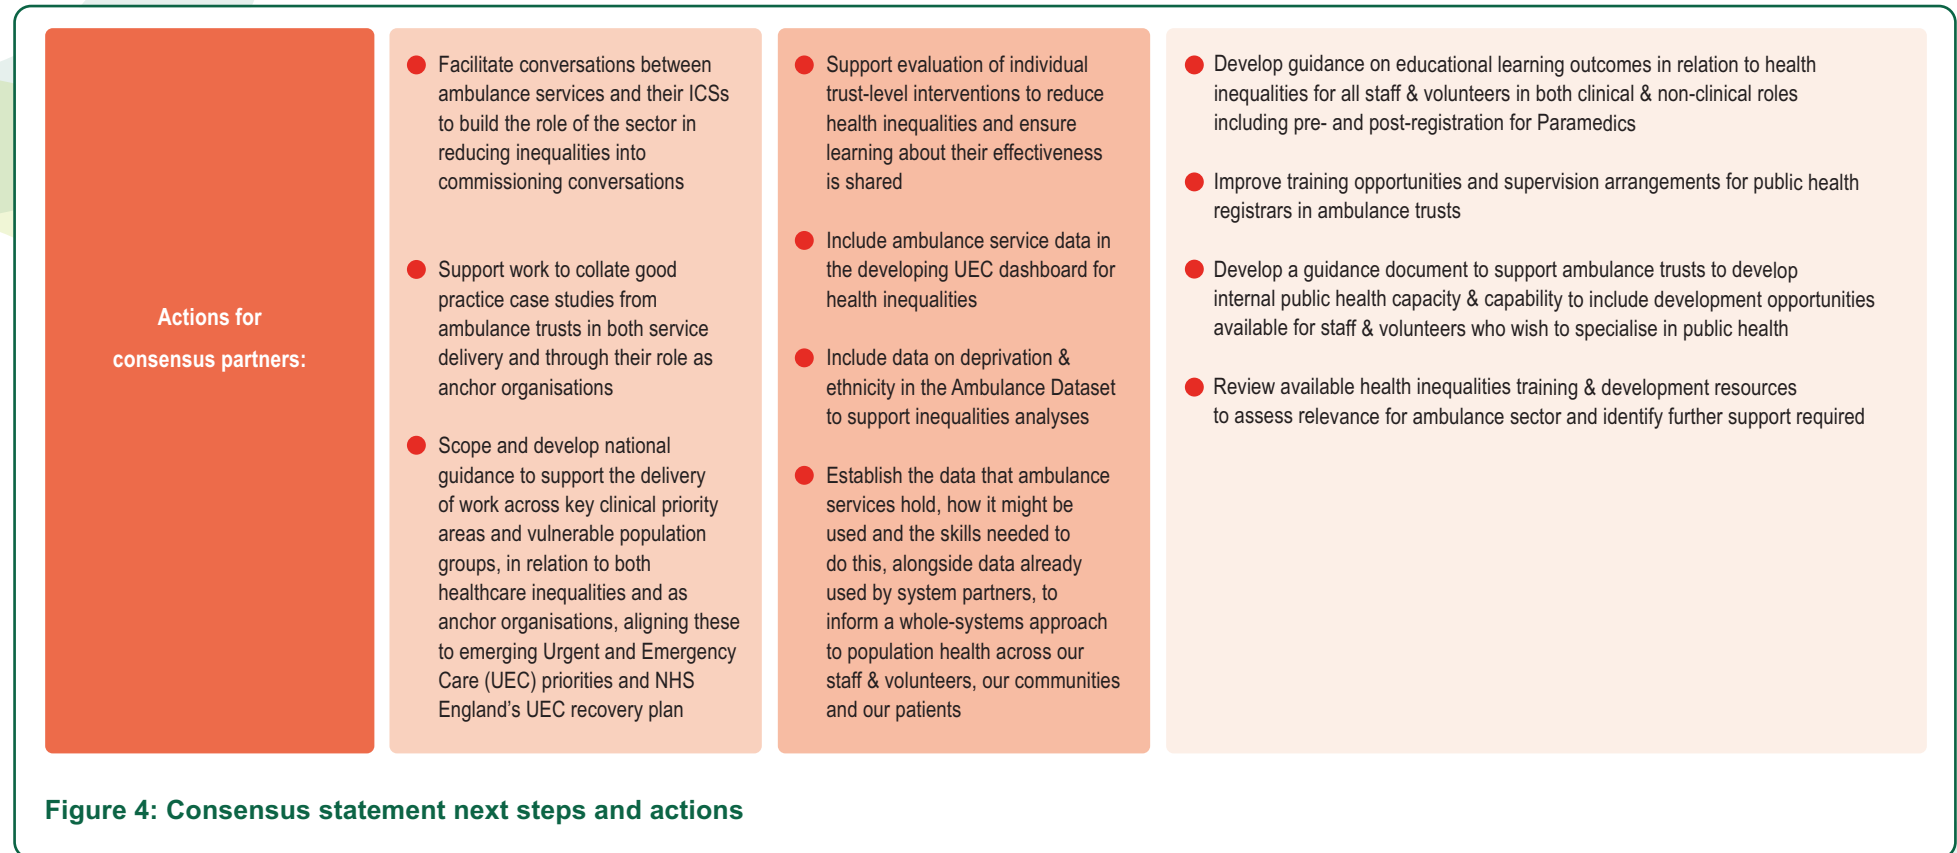 Actions for
consensus partners:
Facilitate conversations between
ambulance services and their ICSs
to build the role of the sector in
reducing inequalities into
commissioning conversations
Support work to collate good
practice case studies from
ambulance trusts in both service
delivery and through their role as
anchor organisations
Scope and develop national
guidance to support the delivery
of work across key clinical priority
areas and vulnerable population
groups, in relation to both
healthcare inequalities and as
anchor organisations, aligning these
to emerging Urgent and Emergency
Care (UEC) priorities and NHS
England’s UEC recovery plan
Support evaluation of individual
trust-level interventions to reduce
health inequalities and ensure
learning about their effectiveness
is shared
Include ambulance service data in
the developing UEC dashboard for
health inequalities
Include data on deprivation &
ethnicity in the Ambulance Dataset
to support inequalities analyses
Establish the data that ambulance
services hold, how it might be
used and the skills needed to
do this, alongside data already
used by system partners, to
inform a whole-systems approach
to population health across our
staff & volunteers, our communities
and our patients
Develop guidance on educational learning outcomes in relation to health
inequalities for all staff & volunteers in both clinical & non-clinical roles
including pre- and post-registration for Paramedics
Improve training opportunities and supervision arrangements for public health
registrars in ambulance trusts
Develop a guidance document to support ambulance trusts to develop
internal public health capacity & capability to include development opportunities
available for staff & volunteers who wish to specialise in public health
Review available health inequalities training & development resources
to assess relevance for ambulance sector and identify further support required
Figure 4: Consensus statement next steps and actions